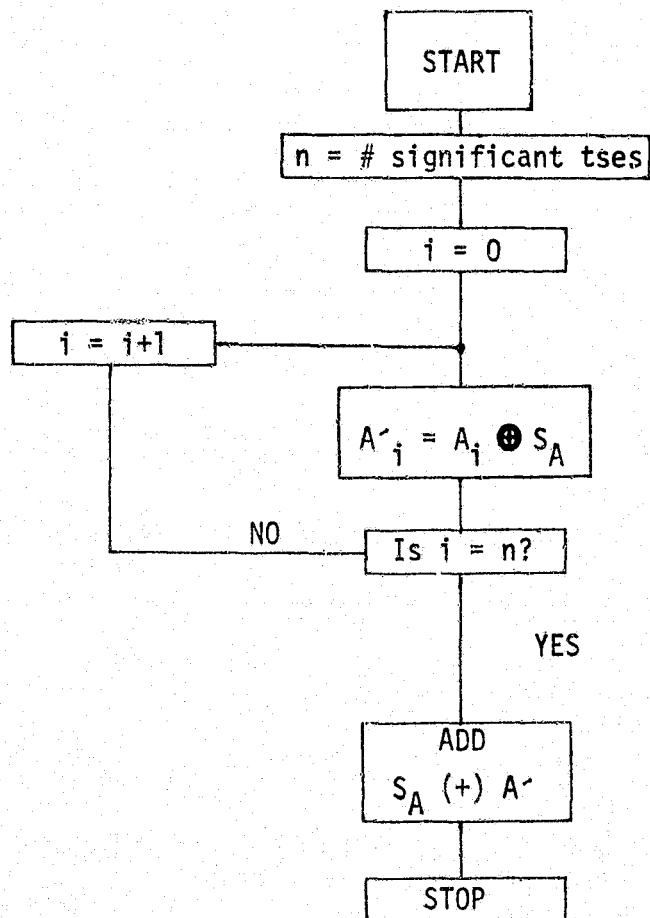 START
n = # significant tses
i = 0
i = i+1
A´i = Ai ⊕ SA
NO
Is i = n?
YES
ADD
SA (+) A´
STOP